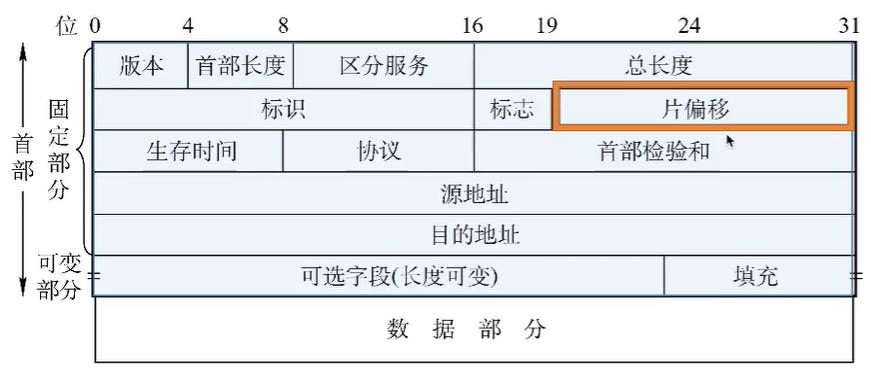 位 0 4 8 16 19 24 31
版本 首部长度 区分服务 总长度
标识 标志 片偏移
生存时间 协议 首部检验和
源地址
目的地址
可选字段(长度可变) 填充
数据部分
首部
固定部分
可变部分